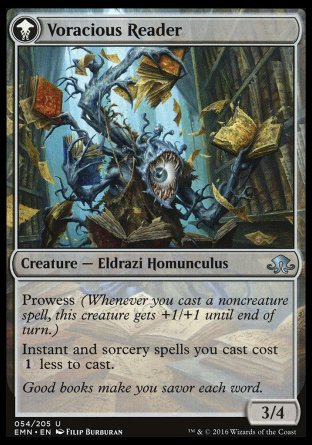 Voracious Reader
Creature — Eldrazi Homunculus
Prowess (Whenever you cast a noncreature
spell, this creature gets +1/+1 until end of
turn.)
Instant and sorcery spells you cast cost
1 less to cast.
Good books make you savor each word.
3/4
054/205 U
EMN • EN Filip Burburan
™ & © 2016 Wizards of the Coast